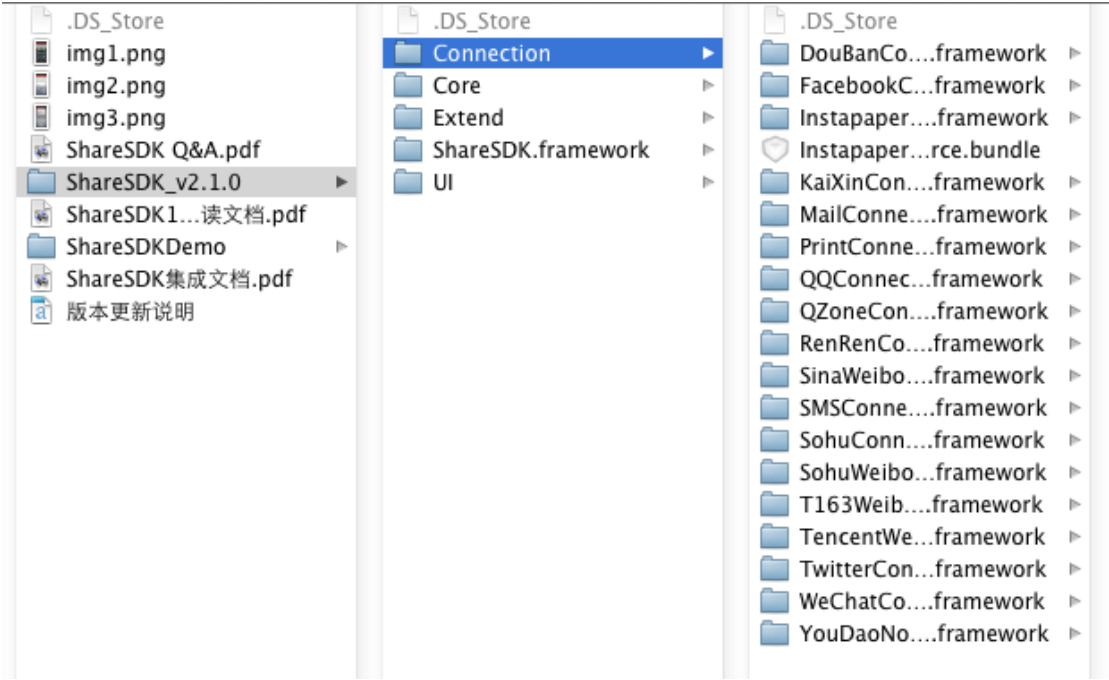 .DS_Store
img1.png
img2.png
img3.png
ShareSDK Q&A.pdf
ShareSDK_v2.1.0
ShareSDK1...读文档.pdf
ShareSDKDemo
ShareSDK集成文档.pdf
版本更新说明
.DS_Store
Connection
Core
Extend
ShareSDK.framework
UI
.DS_Store
DouBanCo....framework
FacebookC...framework
Instapaper....framework
Instapaper...rce.bundle
KaiXinCon....framework
MailConne....framework
PrintConne...framework
QQConnec...framework
QZoneCon....framework
RenRenCo....framework
SinaWeibo....framework
SMSConne....framework
SohuConn....framework
SohuWeibo...framework
T163Weib....framework
TencentWe...framework
TwitterCon...framework
WeChatCo....framework
YouDaoNo....framework